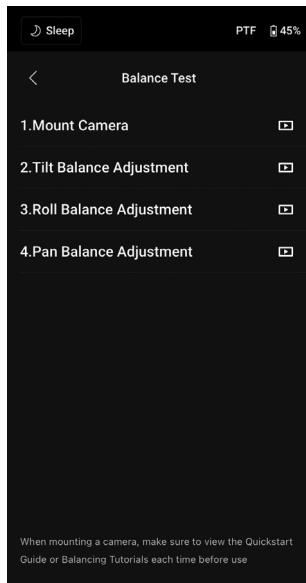 Sleep PTF 45%
Balance Test
1.Mount Camera
2.Tilt Balance Adjustment
3.Roll Balance Adjustment
4.Pan Balance Adjustment
When mounting a camera, make sure to view the Quickstart
Guide or Balancing Tutorials each time before use